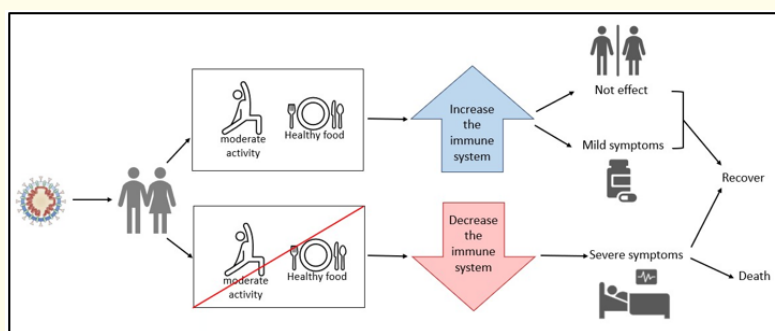 moderate
activity
Healthy food
Increase
the
immune
system
Not effect
Mild symptoms
Recover
moderate
activity
Healthy food
Decrease
the
immune
system
Severe symptoms
Death